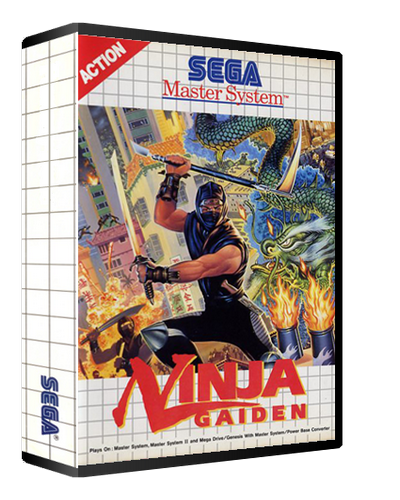 ACTION
SEGA
Master System™
NINJA
GAIDEN
Plays On: Master System, Master System II and Mega Drive/Genesis With Master System/Power Base Converter
SEGA®